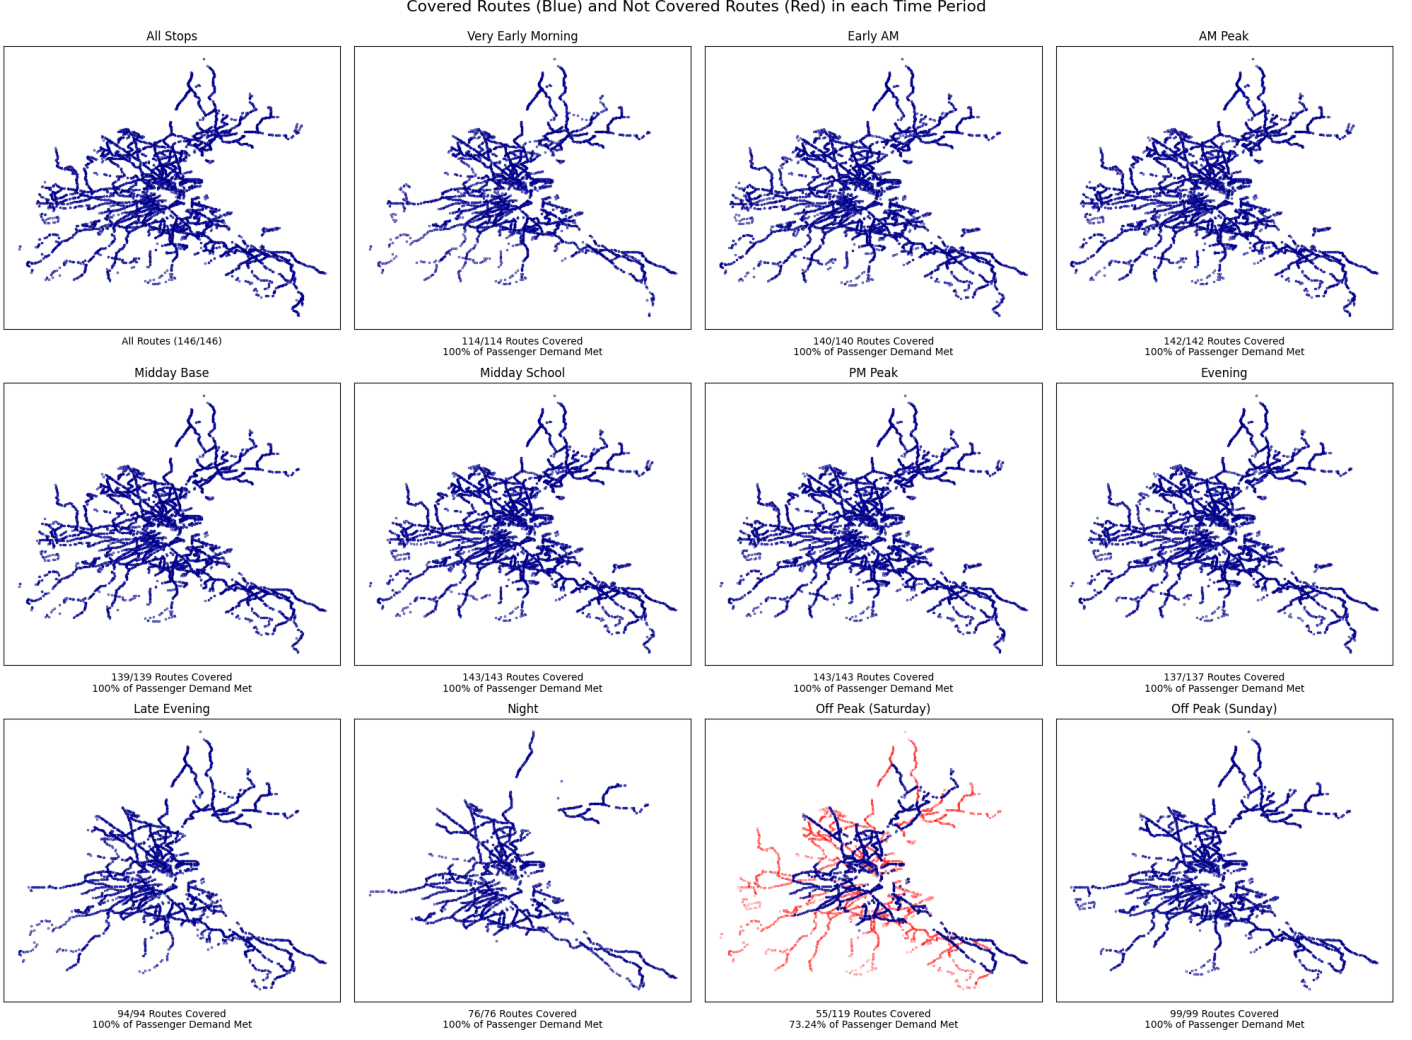 Covered Routes (Blue) and Not Covered Routes (Red) in each Time Period
All Stops
Very Early Morning
Early AM
AM Peak
All Routes (146/146)
114/114 Routes Covered
100% of Passenger Demand Met
140/140 Routes Covered
100% of Passenger Demand Met
142/142 Routes Covered
100% of Passenger Demand Met
Midday Base
Midday School
PM Peak
Evening
139/139 Routes Covered
100% of Passenger Demand Met
143/143 Routes Covered
100% of Passenger Demand Met
143/143 Routes Covered
100% of Passenger Demand Met
137/137 Routes Covered
100% of Passenger Demand Met
Late Evening
Night
Off Peak (Saturday)
Off Peak (Sunday)
94/94 Routes Covered
100% of Passenger Demand Met
76/76 Routes Covered
100% of Passenger Demand Met
55/119 Routes Covered
73.24% of Passenger Demand Met
99/99 Routes Covered
100% of Passenger Demand Met